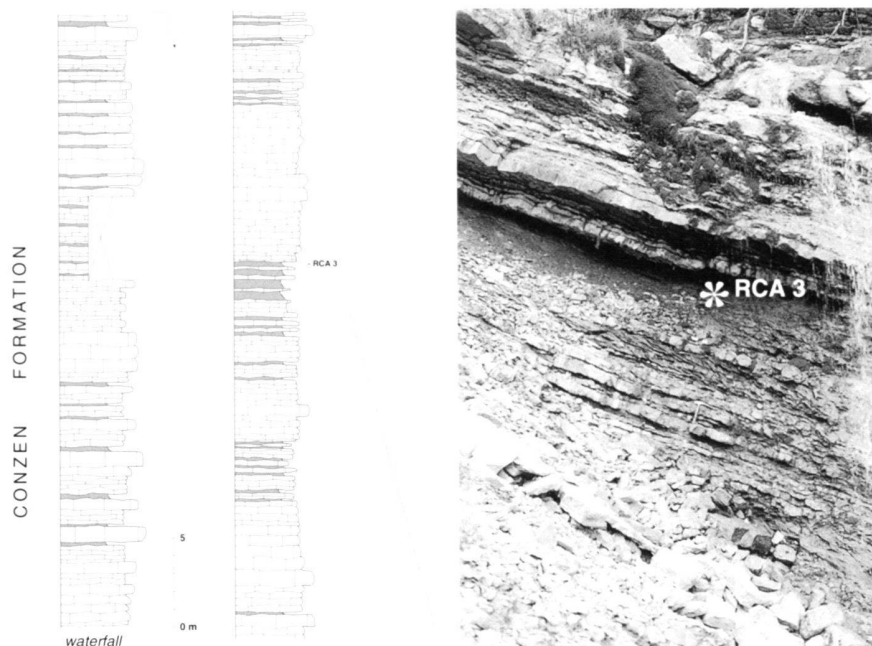 CONZEN FORMATION
- RCA 3
5
0 m
waterfall
RCA 3